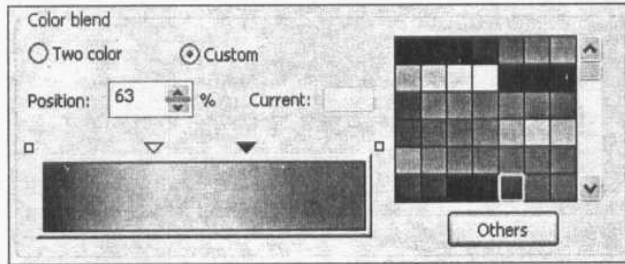 Color blend
Two color
Custom
Position: 63 % Current:
Others